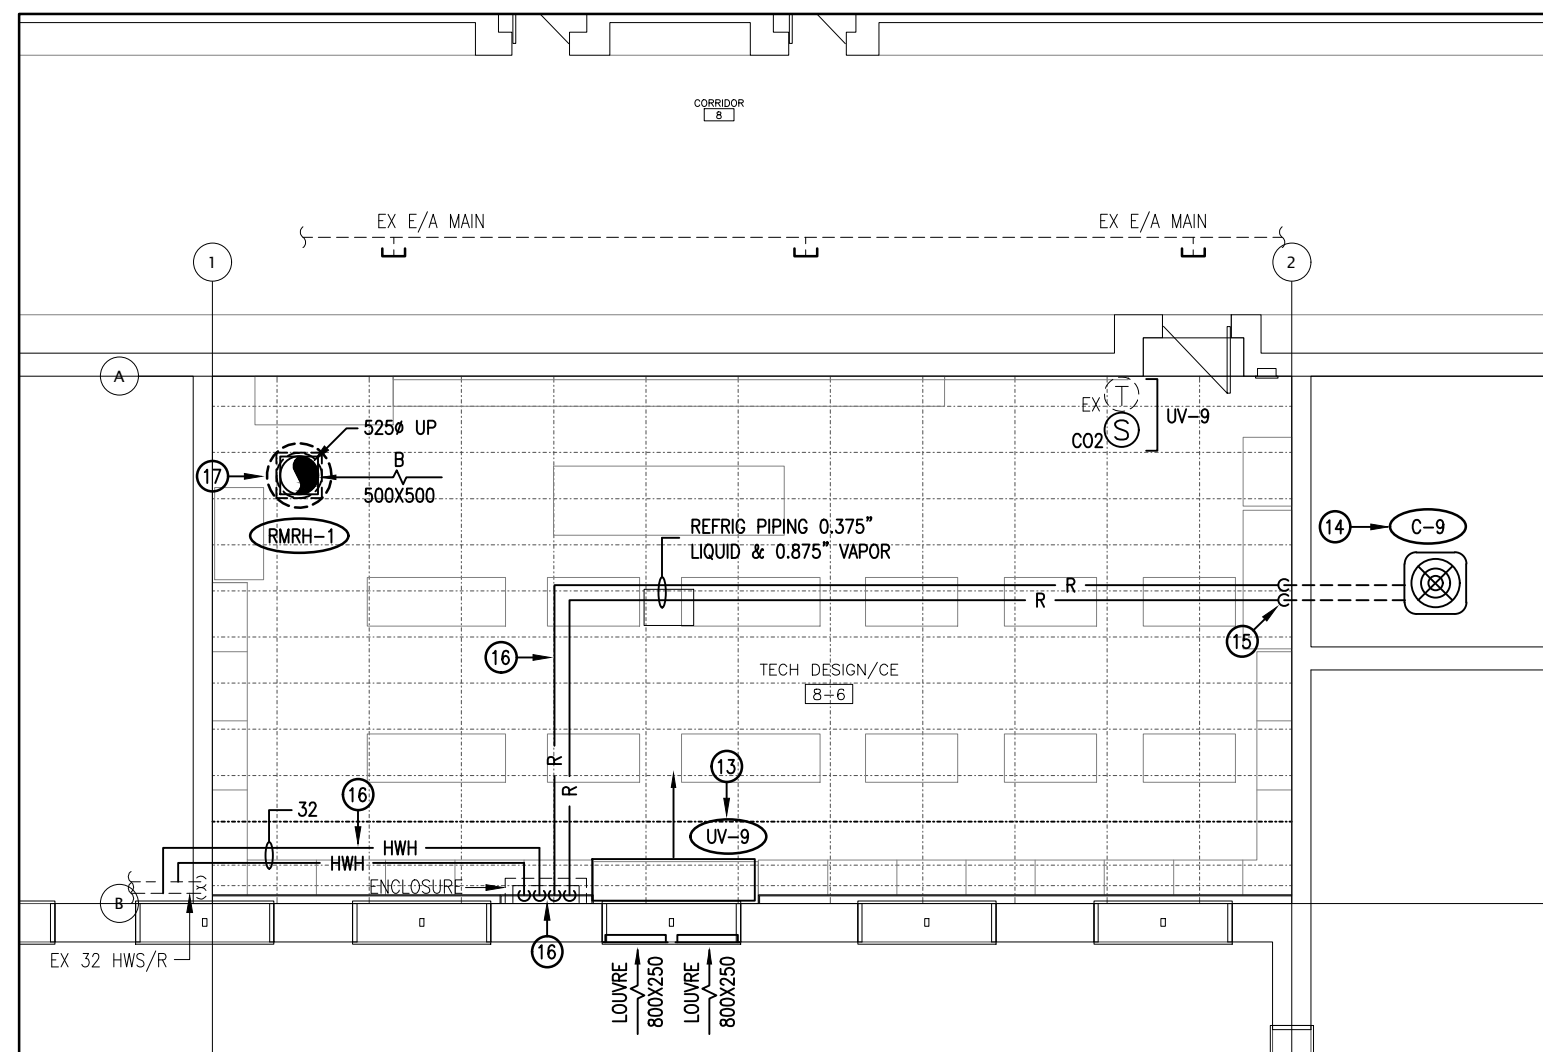 CORRIDOR
8
EX E/A MAIN
EX E/A MAIN
1
2
A
EX
T
UV-9
CO2
S
525ø UP
17
B
500X500
RMRH-1
REFRIG PIPING 0.375"
LIQUID & 0.875" VAPOR
14
C-9
R
R
15
16
TECH DESIGN/CE
8-6
R
R
13
UV-9
16
32
HWH
HWH
ENCLOSURE
B
16
EX 32 HWS/R
LOUVRE
800X250
LOUVRE
800X250